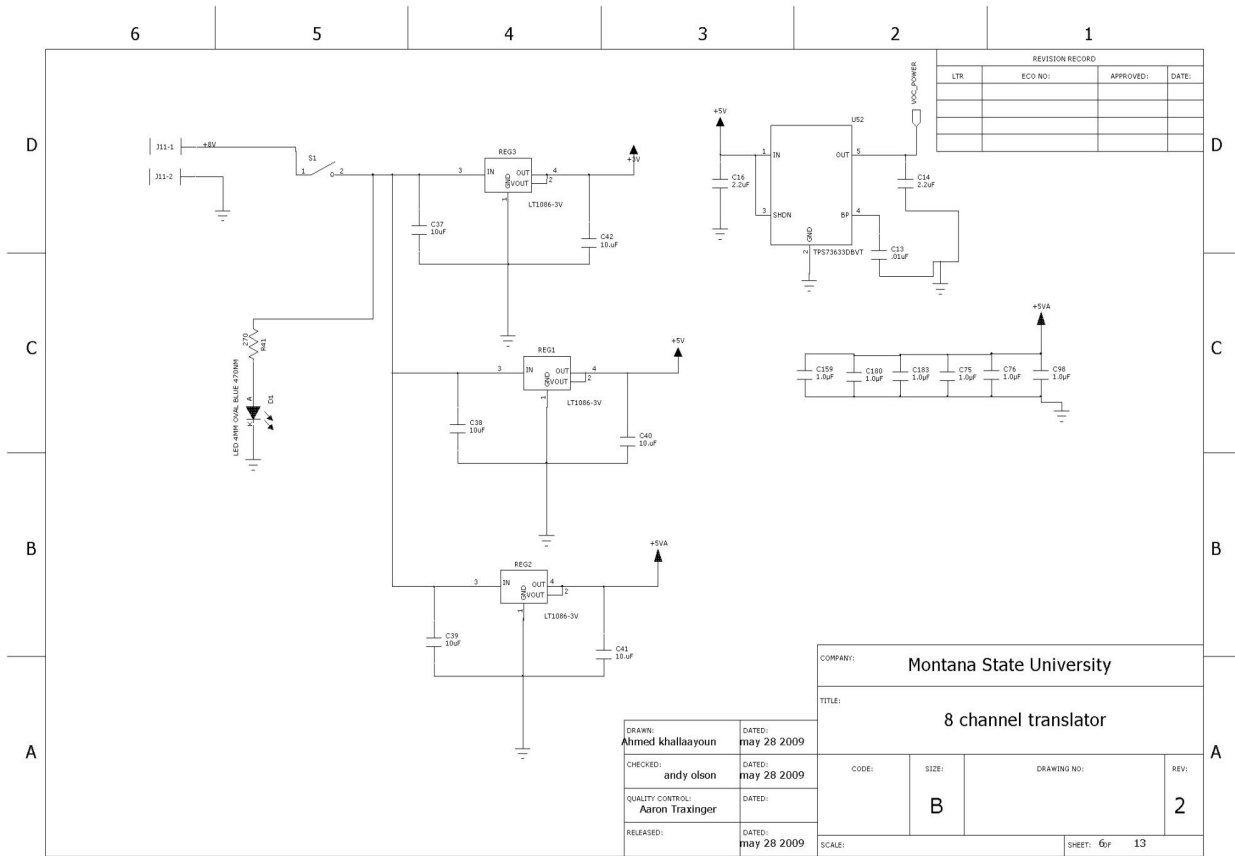 6 5 4 3 2 1
REVISION RECORD
LTR ECO NO: APPROVED: DATE:
D
D
C
C
B
B
A
A
J11-1
+8V
J11-2
S1
1 2
REG3
3 IN OUT 4
VOUT 2
GND
1
LT1086-3V
+3V
C37
10uF
C42
10.uF
270
R41
LED 4MM OVAL BLUE 470NM
A
K
D1
REG1
3 IN OUT 4
VOUT 2
GND
1
LT1086-3V
+5V
C38
10uF
C40
10.uF
REG2
3 IN OUT 4
VOUT 2
GND
1
LT1086-3V
+5VA
C39
10uF
C41
10.uF
+5V
C16
2.2uF
US2
1 IN OUT 5
3 SHDN BP 4
GND
2
TPS73633DBVT
C14
2.2uF
C13
.01uF
+5VA
C159
1.0µF
C180
1.0µF
C183
1.0µF
C75
1.0µF
C76
1.0µF
C98
1.0µF
COMPANY:
Montana State University
TITLE:
8 channel translator
DRAWN:
Ahmed khallaayoun
DATED:
may 28 2009
CHECKED:
andy olson
DATED:
may 28 2009
QUALITY CONTROL:
Aaron Traxinger
DATED:
RELEASED:
DATED:
may 28 2009
CODE:
SIZE:
B
DRAWING NO:
REV:
2
SCALE:
SHEET: 6OF 13